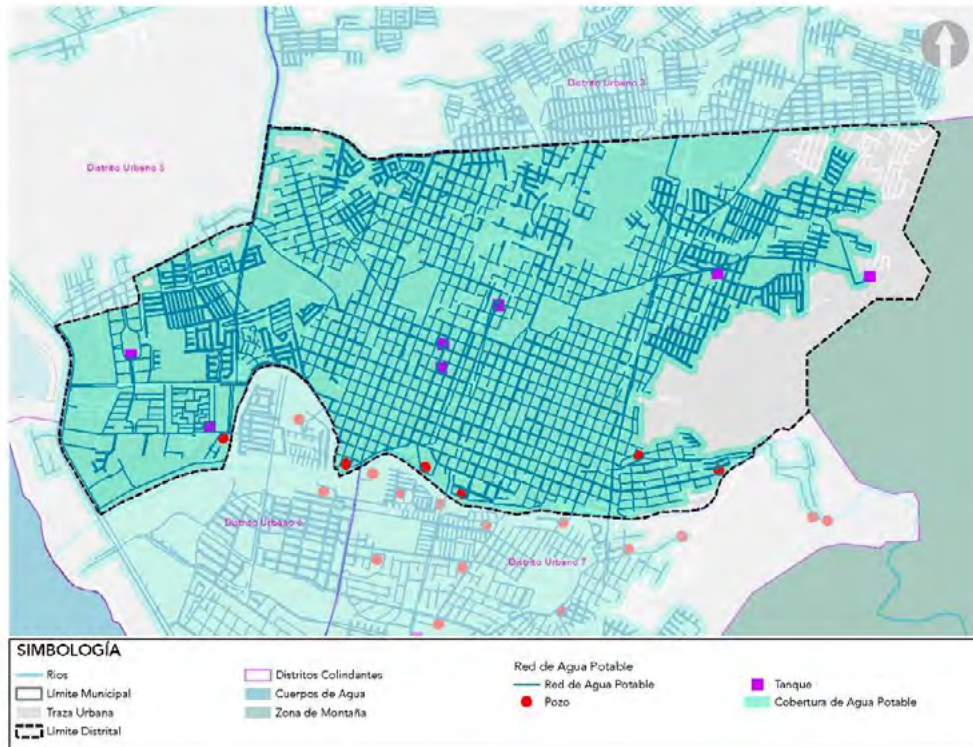 Distrito Urbano 3
Distrito Urbano 5
Distrito Urbano 6
Distrito Urbano 7
SIMBOLOGÍA
Ríos
Límite Municipal
Traza Urbana
Límite Distrital
Distritos Colindantes
Cuerpos de Agua
Zona de Montaña
Red de Agua Potable
Red de Agua Potable
Pozo
Tanque
Cobertura de Agua Potable